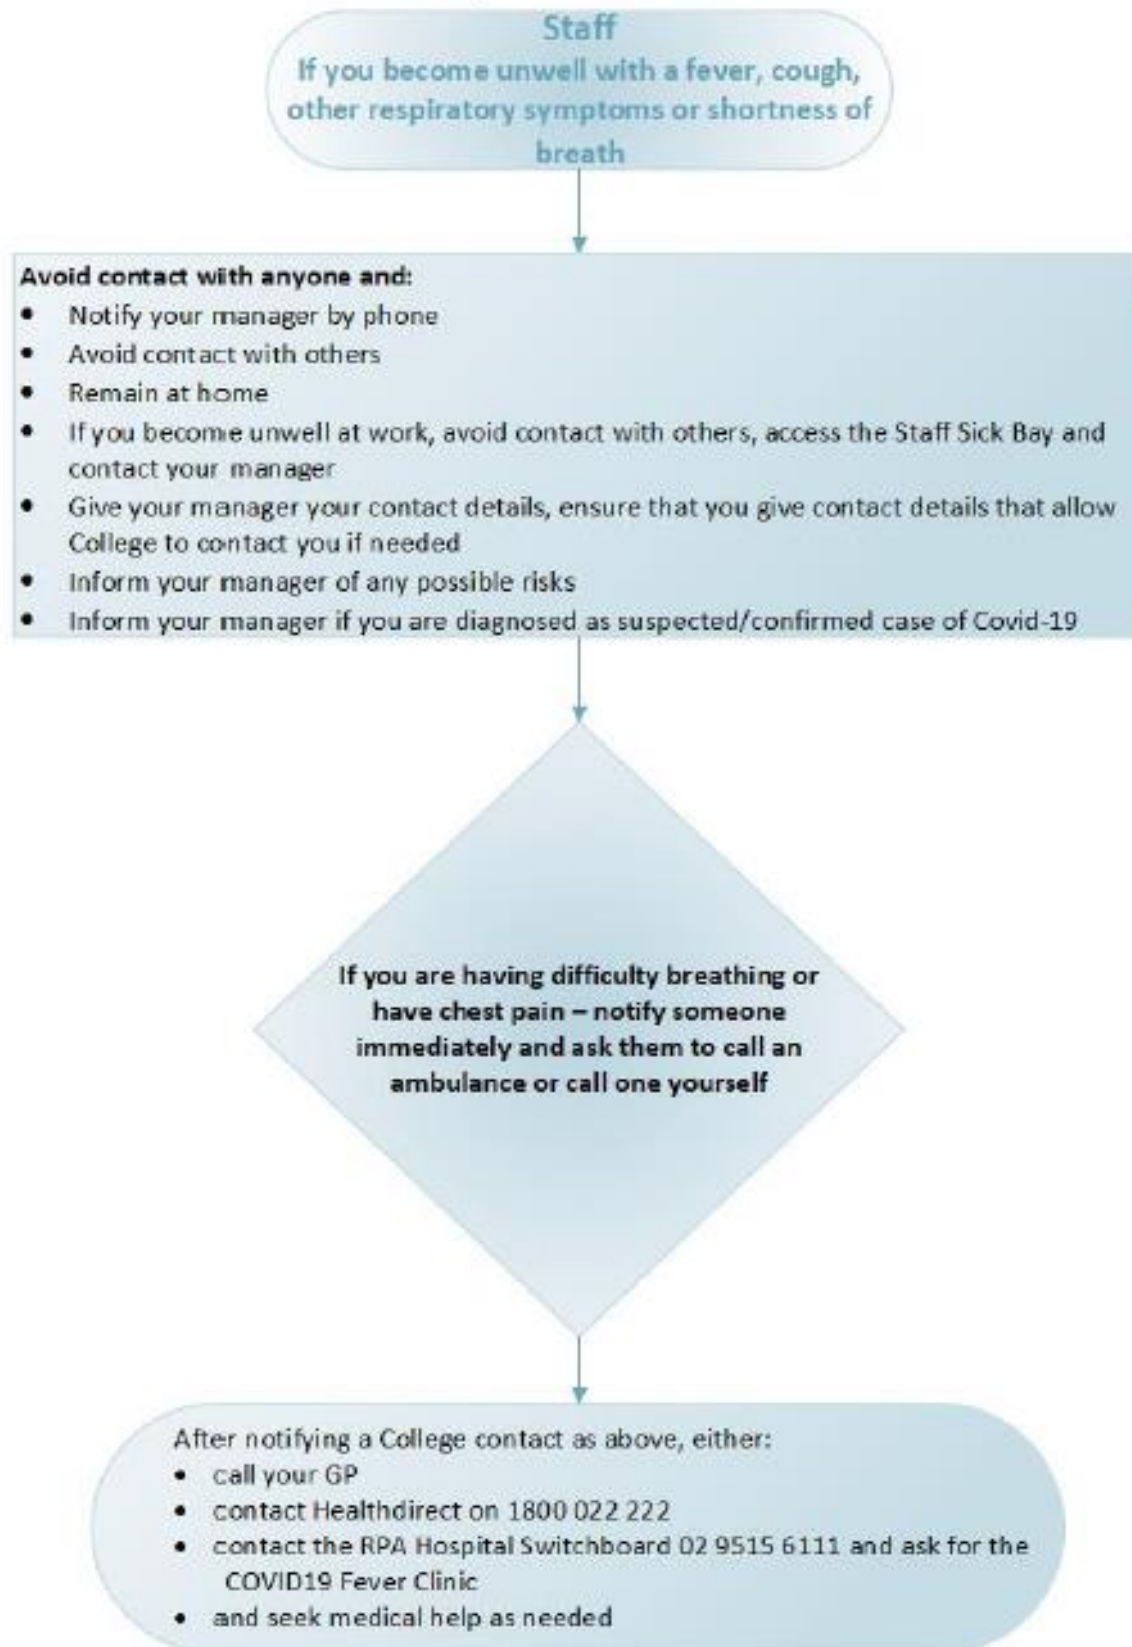 Staff
If you become unwell with a fever, cough,
other respiratory symptoms or shortness of
breath
Avoid contact with anyone and:
• Notify your manager by phone
• Avoid contact with others
• Remain at home
• If you become unwell at work, avoid contact with others, access the Staff Sick Bay and
contact your manager
• Give your manager your contact details, ensure that you give contact details that allow
College to contact you if needed
• Inform your manager of any possible risks
• Inform your manager if you are diagnosed as suspected/confirmed case of Covid-19
If you are having difficulty breathing or
have chest pain – notify someone
immediately and ask them to call an
ambulance or call one yourself
After notifying a College contact as above, either:
• call your GP
• contact Healthdirect on 1800 022 222
• contact the RPA Hospital Switchboard 02 9515 6111 and ask for the
COVID19 Fever Clinic
• and seek medical help as needed